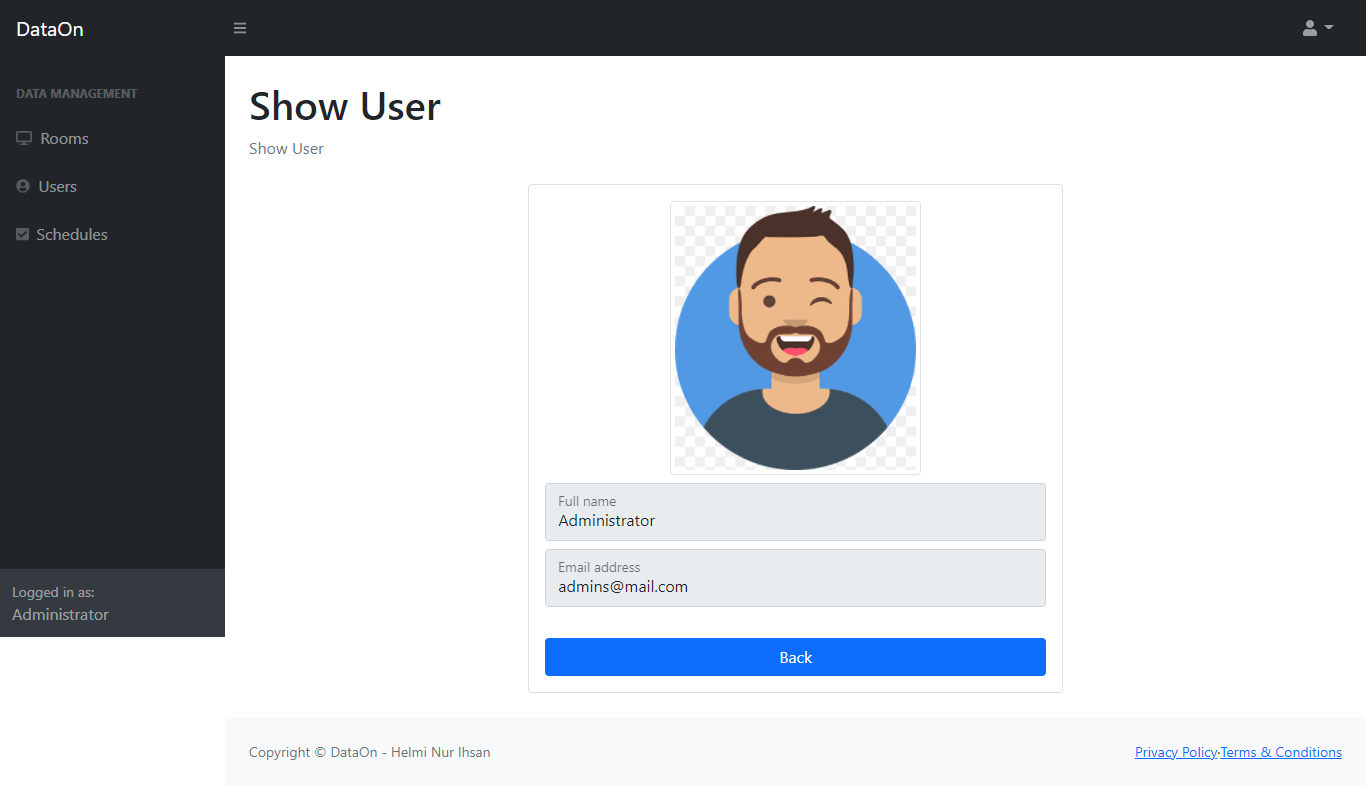 DataOn
DATA MANAGEMENT
Rooms
Users
Schedules
Logged in as:
Administrator
Show User
Show User
Full name
Administrator
Email address
admins@mail.com
Back
Copyright © DataOn - Helmi Nur Ihsan
Privacy Policy·Terms & Conditions